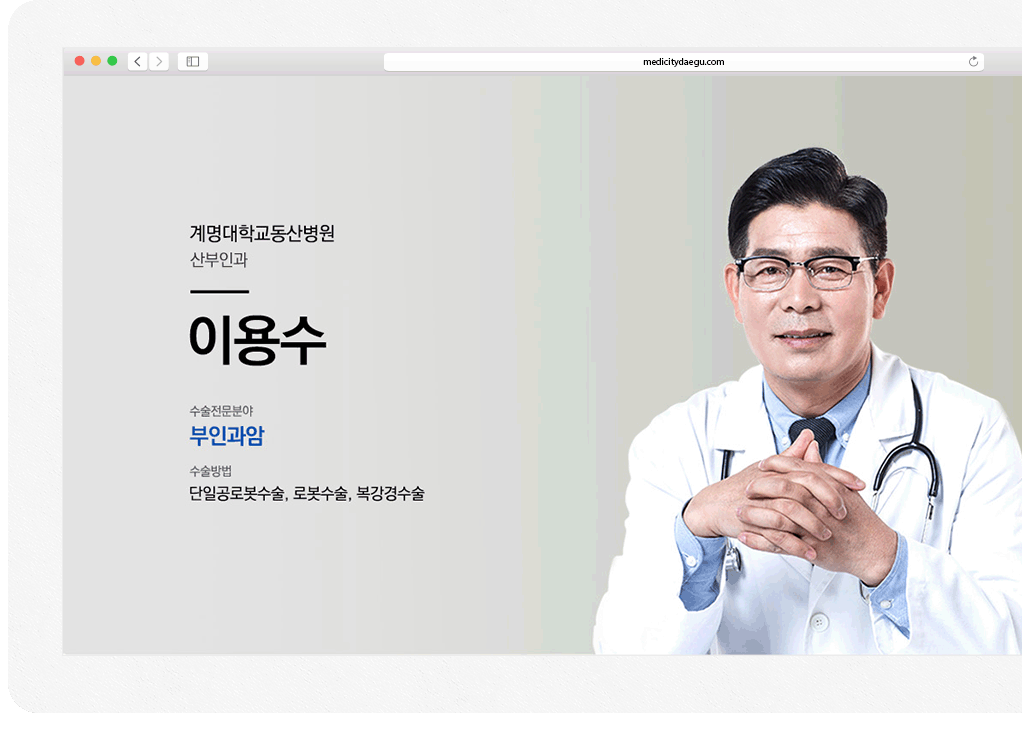 medicitydaegu.com
계명대학교동산병원
산부인과
이용수
수술전문분야
부인과암
수술방법
단일공로봇수술, 로봇수술, 복강경수술